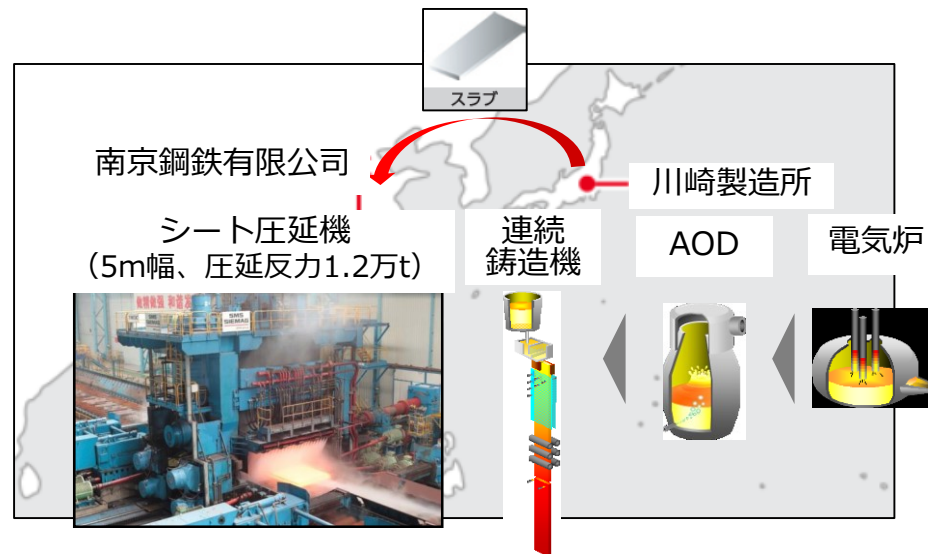 スラブ
南京鋼鉄有限公司
川崎製造所
シート圧延機
（5m幅、圧延反力1.2万t）
連続
鋳造機
AOD
電気炉
SMS
SIEMAG